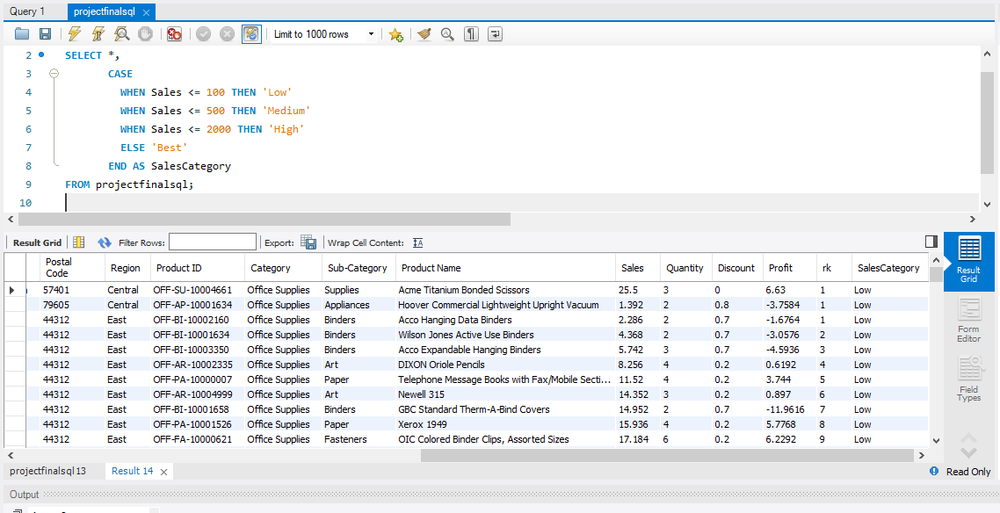 Query 1 projectfinalsql
Limit to 1000 rows
2 SELECT *,
3 CASE
4 WHEN Sales <= 100 THEN 'Low'
5 WHEN Sales <= 500 THEN 'Medium'
6 WHEN Sales <= 2000 THEN 'High'
7 ELSE 'Best'
8 END AS SalesCategory
9 FROM projectfinalsql;
10
Result Grid Filter Rows: Export: Wrap Cell Content:
Postal Code Region Product ID Category Sub-Category Product Name Sales Quantity Discount Profit rk SalesCategory
57401 Central OFF-SU-10004661 Office Supplies Supplies Acme Titanium Bonded Scissors 25.5 3 0 6.63 1 Low
79605 Central OFF-AP-10001634 Office Supplies Appliances Hoover Commercial Lightweight Upright Vacuum 1.392 2 0.8 -3.7584 1 Low
44312 East OFF-BI-10002160 Office Supplies Binders Acco Hanging Data Binders 2.286 2 0.7 -1.6764 1 Low
44312 East OFF-BI-10001634 Office Supplies Binders Wilson Jones Active Use Binders 4.368 2 0.7 -3.0576 2 Low
44312 East OFF-BI-10003350 Office Supplies Binders Acco Expandable Hanging Binders 5.742 3 0.7 -4.5936 3 Low
44312 East OFF-AR-10002335 Office Supplies Art DIXON Oriole Pencils 8.256 4 0.2 0.6192 4 Low
44312 East OFF-PA-10000007 Office Supplies Paper Telephone Message Books with Fax/Mobile Secti... 11.52 4 0.2 3.744 5 Low
44312 East OFF-AR-10004999 Office Supplies Art Newell 315 14.352 3 0.2 0.897 6 Low
44312 East OFF-BI-10001658 Office Supplies Binders GBC Standard Therm-A-Bind Covers 14.952 2 0.7 -11.9616 7 Low
44312 East OFF-PA-10001526 Office Supplies Paper Xerox 1949 15.936 4 0.2 5.7768 8 Low
44312 East OFF-FA-10000621 Office Supplies Fasteners OIC Colored Binder Clips, Assorted Sizes 17.184 6 0.2 6.2292 9 Low
Result
Grid
Form
Editor
Field
Types
projectfinalsql13 Result 14 Read Only
Output